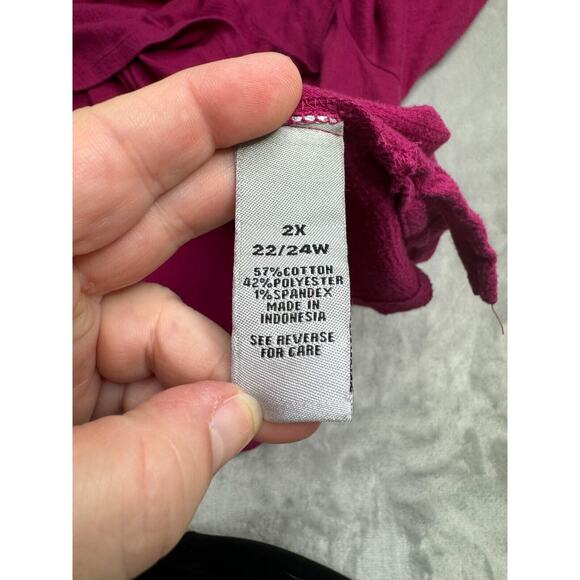 2X
22/24W
57%COTTON
42%POLYESTER
1%SPANDEX
MADE IN
INDONESIA
SEE REVERSE
FOR CARE